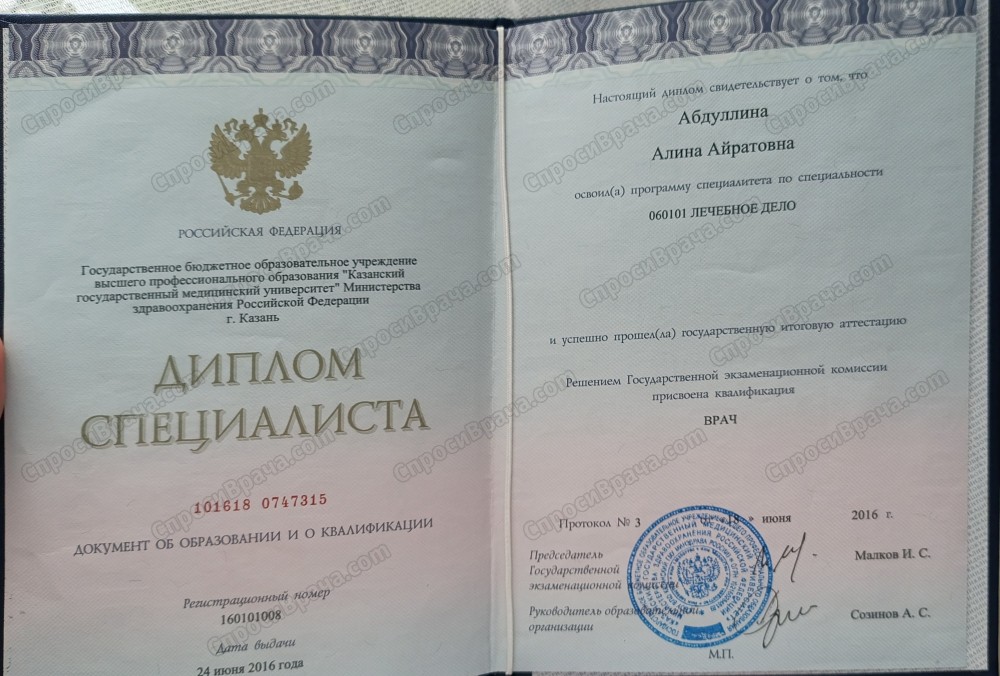 РОССИЙСКАЯ ФЕДЕРАЦИЯ
Государственное бюджетное образовательное учреждение
высшего профессионального образования "Казанский
государственный медицинский университет" Министерства
здравоохранения Российской Федерации
г. Казань
ДИПЛОМ
СПЕЦИАЛИСТА
101618 0747315
ДОКУМЕНТ ОБ ОБРАЗОВАНИИ И О КВАЛИФИКАЦИИ
Регистрационный номер
160101008
Дата выдачи
24 июня 2016 года
Настоящий диплом свидетельствует о том, что
Абдуллина
Алина Айратовна
освоил(а) программу специалитета по специальности
060101 ЛЕЧЕБНОЕ ДЕЛО
и успешно прошел(ла) государственную итоговую аттестацию
Решением Государственной экзаменационной комиссии
присвоена квалификация
ВРАЧ
Протокол № 3 от « 18 » июня 2016 г.
Председатель
Государственной
экзаменационной комиссии
Малков И. С.
Руководитель образовательной
организации
Созинов А. С.
М.П.
СпросиВрача.com